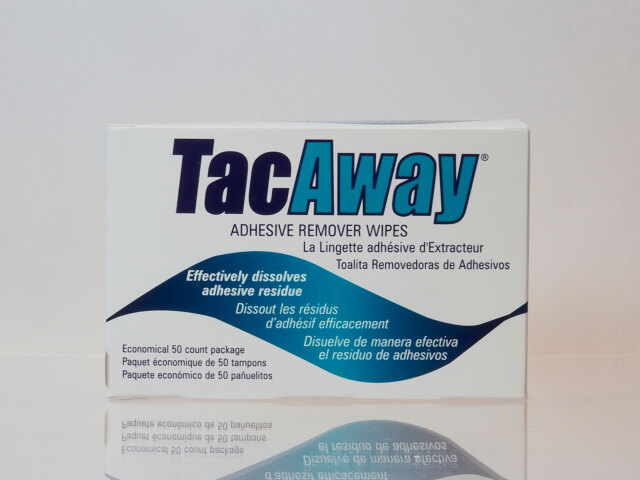 TacAway®
ADHESIVE REMOVER WIPES
La Lingette adhésive d'Extracteur
Toalita Removedoras de Adhesivos
Effectively dissolves
adhesive residue
Dissout les résidus
d'adhésif efficacement
Disuelve de manera efectiva
el residuo de adhesivos
Economical 50 count package
Paquet économique de 50 tampons
Paquete económico de 50 pañuelitos